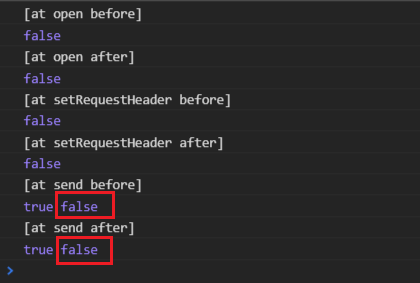 [at open before]
false
[at open after]
false
[at setRequestHeader before]
false
[at setRequestHeader after]
false
[at send before]
true false
[at send after]
true false
>